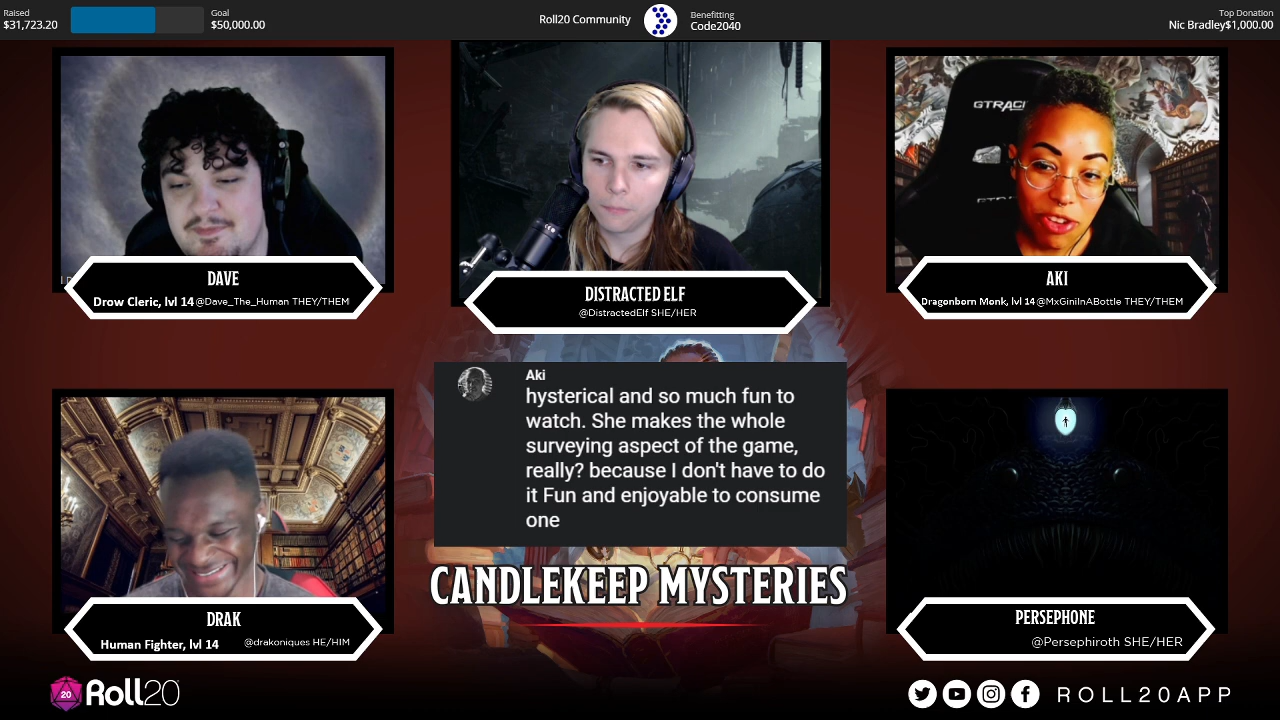 Raised
$31,723.20
Goal
$50,000.00
Roll20 Community
Benefitting
Code2040
Top Donation
Nic Bradley$1,000.00
GTRACI
DAVE
Drow Cleric, lvl 14 @Dave_The_Human THEY/THEM
DISTRACTED ELF
@DistractedElf SHE/HER
AKI
Dragonborn Monk, lvl 14 @MxGiniInABottle THEY/THEM
Aki
hysterical and so much fun to
watch. She makes the whole
surveying aspect of the game,
really? because I don't have to do
it Fun and enjoyable to consume
one
CANDLEKEEP MYSTERIES
DRAK
Human Fighter, lvl 14 @drakoniques HE/HIM
PERSEPHONE
@Persephiroth SHE/HER
20
Roll20
ROLL20APP